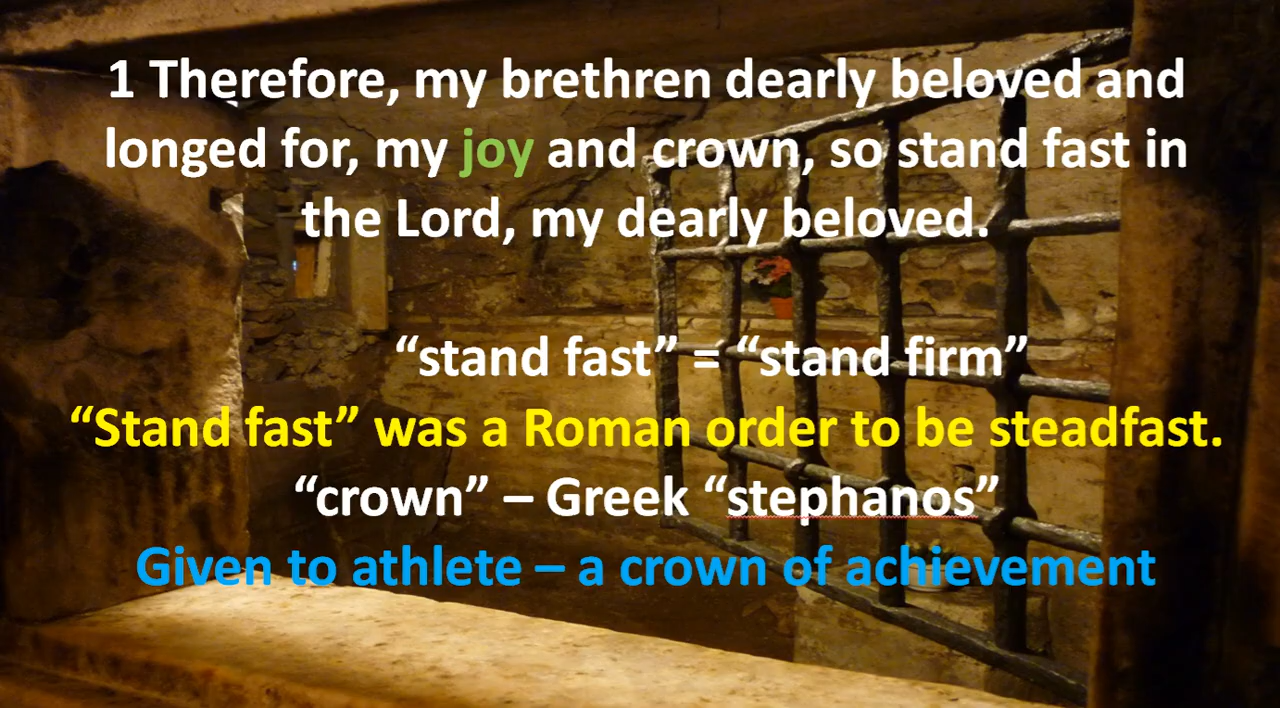 1 Therefore, my brethren dearly beloved and
longed for, my joy and crown, so stand fast in
the Lord, my dearly beloved.
“stand fast” = “stand firm”
“Stand fast” was a Roman order to be steadfast.
“crown” – Greek “stephanos”
Given to athlete – a crown of achievement